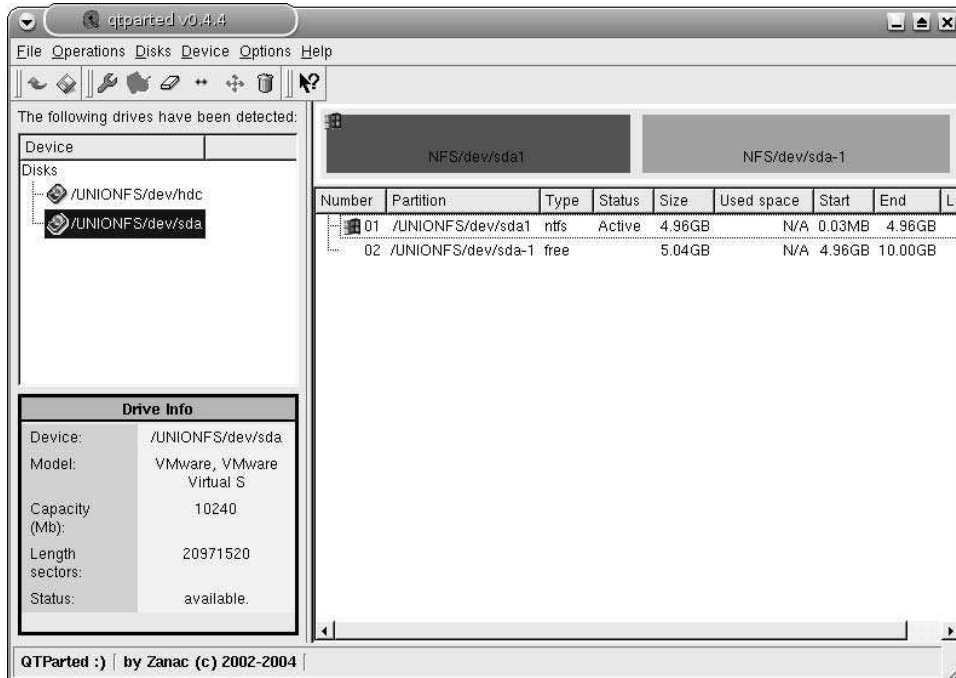 qtparted v0.4.4
File Operations Disks Device Options Help
The following drives have been detected:
Device
Disks
/UNIONFS/dev/hdc
/UNIONFS/dev/sda
Drive Info
Device: /UNIONFS/dev/sda
Model: VMware, VMware
Virtual S
Capacity 10240
(Mb):
Length 20971520
sectors:
Status: available.
NFS/dev/sda1 NFS/dev/sda-1
Number Partition Type Status Size Used space Start End L
01 /UNIONFS/dev/sda1 ntfs Active 4.96GB N/A 0.03MB 4.96GB
02 /UNIONFS/dev/sda-1 free 5.04GB N/A 4.96GB 10.00GB
QTParted :) by Zanac (c) 2002-2004